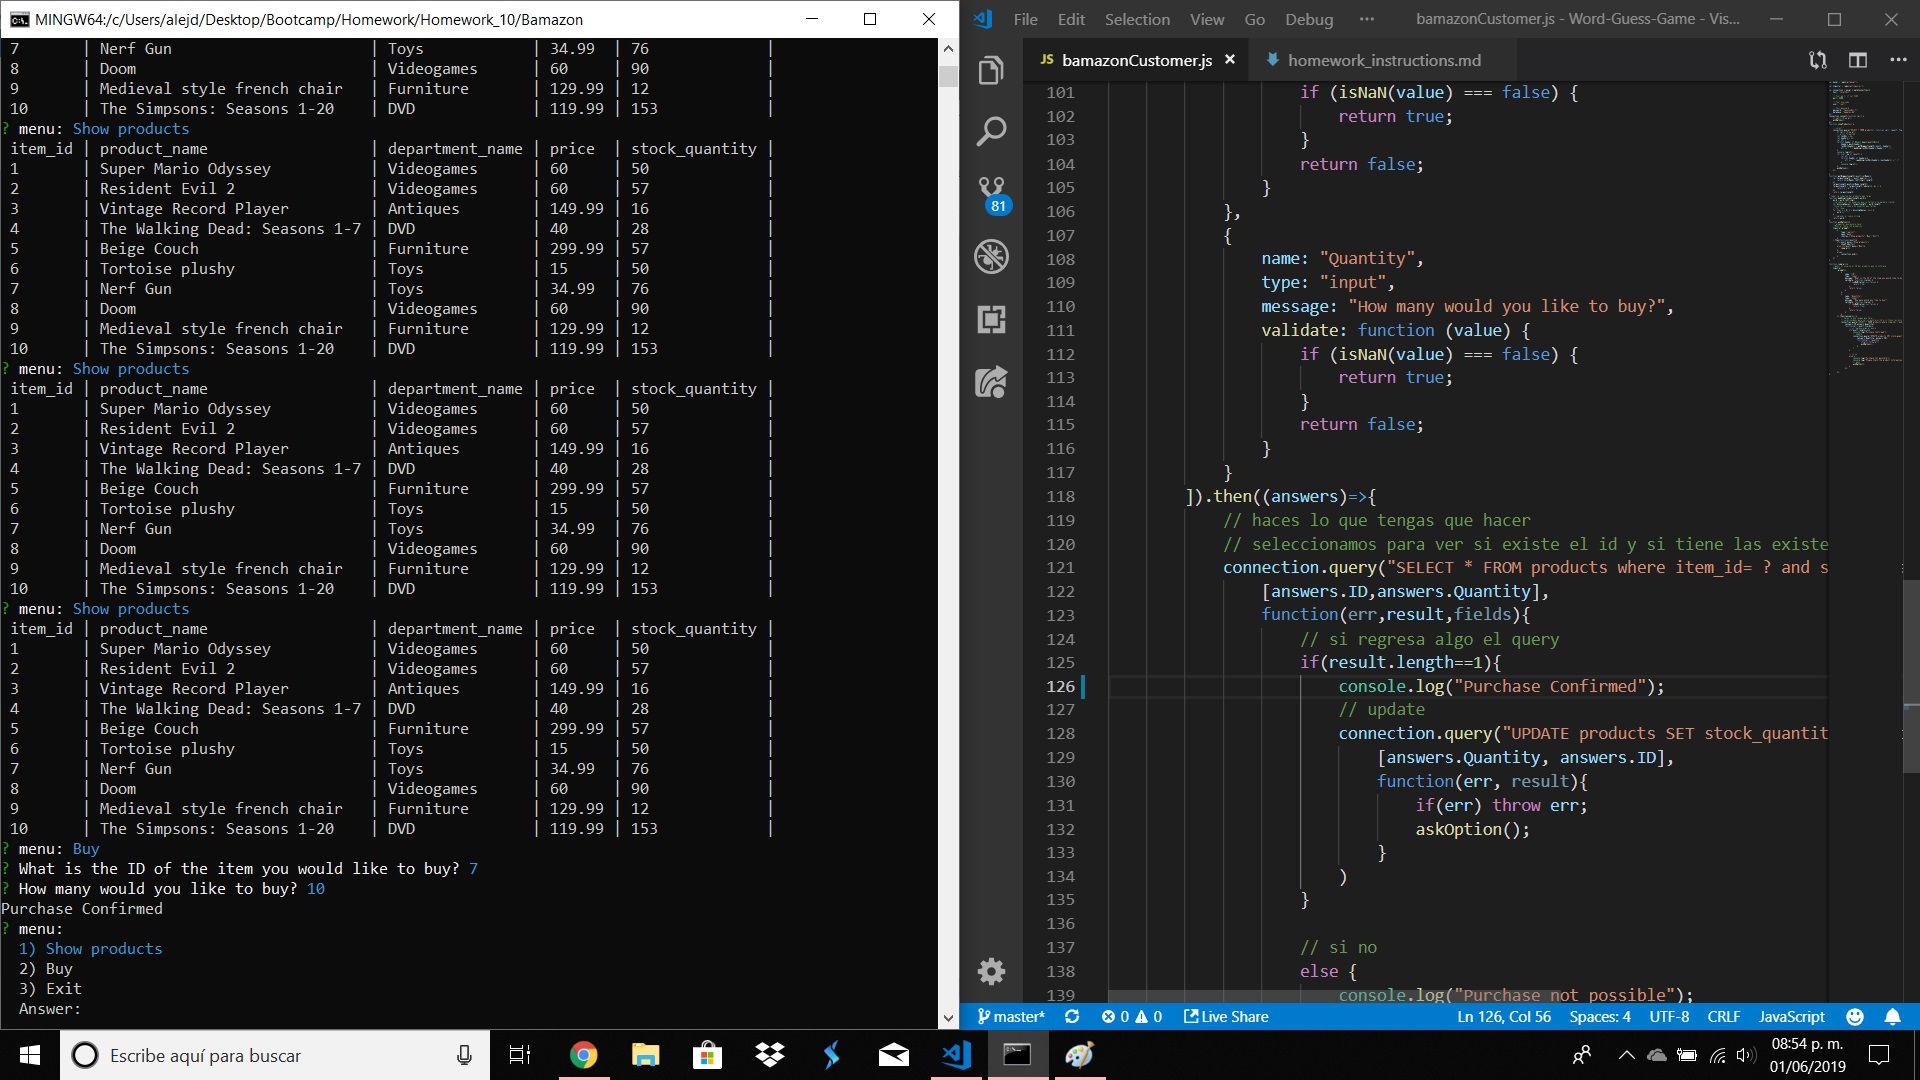 MINGW64:/c/Users/alejd/Desktop/Bootcamp/Homework/Homework_10/Bamazon
7 | Nerf Gun | Toys | 34.99 | 76 |
8 | Doom | Videogames | 60 | 90 |
9 | Medieval style french chair | Furniture | 129.99 | 12 |
10 | The Simpsons: Seasons 1-20 | DVD | 119.99 | 153 |
? menu: Show products
item_id | product_name | department_name | price | stock_quantity |
1 | Super Mario Odyssey | Videogames | 60 | 50 |
2 | Resident Evil 2 | Videogames | 60 | 57 |
3 | Vintage Record Player | Antiques | 149.99 | 16 |
4 | The Walking Dead: Seasons 1-7 | DVD | 40 | 28 |
5 | Beige Couch | Furniture | 299.99 | 57 |
6 | Tortoise plushy | Toys | 15 | 50 |
7 | Nerf Gun | Toys | 34.99 | 76 |
8 | Doom | Videogames | 60 | 90 |
9 | Medieval style french chair | Furniture | 129.99 | 12 |
10 | The Simpsons: Seasons 1-20 | DVD | 119.99 | 153 |
? menu: Show products
item_id | product_name | department_name | price | stock_quantity |
1 | Super Mario Odyssey | Videogames | 60 | 50 |
2 | Resident Evil 2 | Videogames | 60 | 57 |
3 | Vintage Record Player | Antiques | 149.99 | 16 |
4 | The Walking Dead: Seasons 1-7 | DVD | 40 | 28 |
5 | Beige Couch | Furniture | 299.99 | 57 |
6 | Tortoise plushy | Toys | 15 | 50 |
7 | Nerf Gun | Toys | 34.99 | 76 |
8 | Doom | Videogames | 60 | 90 |
9 | Medieval style french chair | Furniture | 129.99 | 12 |
10 | The Simpsons: Seasons 1-20 | DVD | 119.99 | 153 |
? menu: Show products
item_id | product_name | department_name | price | stock_quantity |
1 | Super Mario Odyssey | Videogames | 60 | 50 |
2 | Resident Evil 2 | Videogames | 60 | 57 |
3 | Vintage Record Player | Antiques | 149.99 | 16 |
4 | The Walking Dead: Seasons 1-7 | DVD | 40 | 28 |
5 | Beige Couch | Furniture | 299.99 | 57 |
6 | Tortoise plushy | Toys | 15 | 50 |
7 | Nerf Gun | Toys | 34.99 | 76 |
8 | Doom | Videogames | 60 | 90 |
9 | Medieval style french chair | Furniture | 129.99 | 12 |
10 | The Simpsons: Seasons 1-20 | DVD | 119.99 | 153 |
? menu: Buy
? What is the ID of the item you would like to buy? 7
? How many would you like to buy? 10
Purchase Confirmed
? menu:
1) Show products
2) Buy
3) Exit
Answer:
File Edit Selection View Go Debug ··· bamazonCustomer.js - Word-Guess-Game - Vis...
JS bamazonCustomer.js homework_instructions.md
81
101 if (isNaN(value) === false) {
102 return true;
103 }
104 return false;
105 }
106 },
107 {
108 name: "Quantity",
109 type: "input",
110 message: "How many would you like to buy?",
111 validate: function (value) {
112 if (isNaN(value) === false) {
113 return true;
114 }
115 return false;
116 }
117 }
118 ]).then((answers)=>{
119 // haces lo que tengas que hacer
120 // seleccionamos para ver si existe el id y si tiene las existe
121 connection.query("SELECT * FROM products where item_id= ? and s
122 [answers.ID,answers.Quantity],
123 function(err,result,fields){
124 // si regresa algo el query
125 if(result.length==1){
126 console.log("Purchase Confirmed");
127 // update
128 connection.query("UPDATE products SET stock_quantit
129 [answers.Quantity, answers.ID],
130 function(err, result){
131 if(err) throw err;
132 askOption();
133 }
134 )
135 }
136
137 // si no
138 else {
139 console.log("Purchase not possible");
master* 0 0 Live Share Ln 126, Col 56 Spaces: 4 UTF-8 CRLF JavaScript
Escribe aquí para buscar
08:54 p. m.
01/06/2019